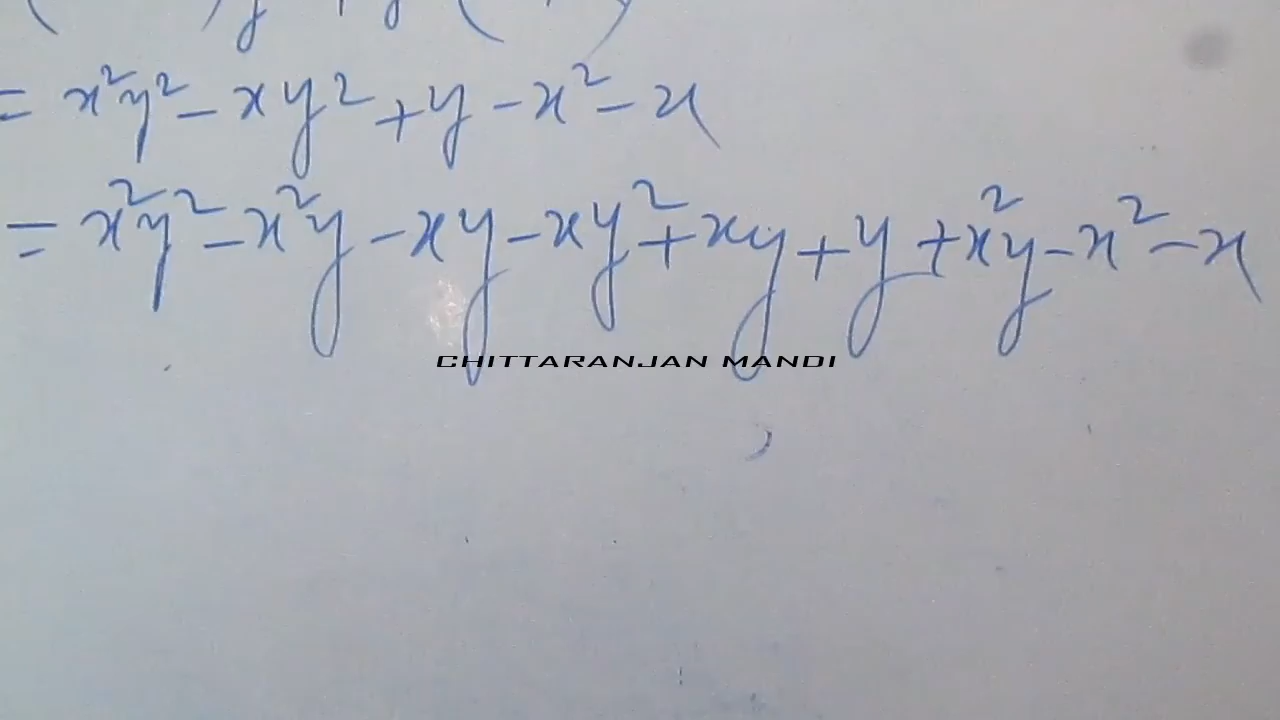 = x²y² - xy² + y - x² - x
= x²y² - x²y - xy - xy² + xy + y + x²y - x² - x
CHITTARANJAN MANDI